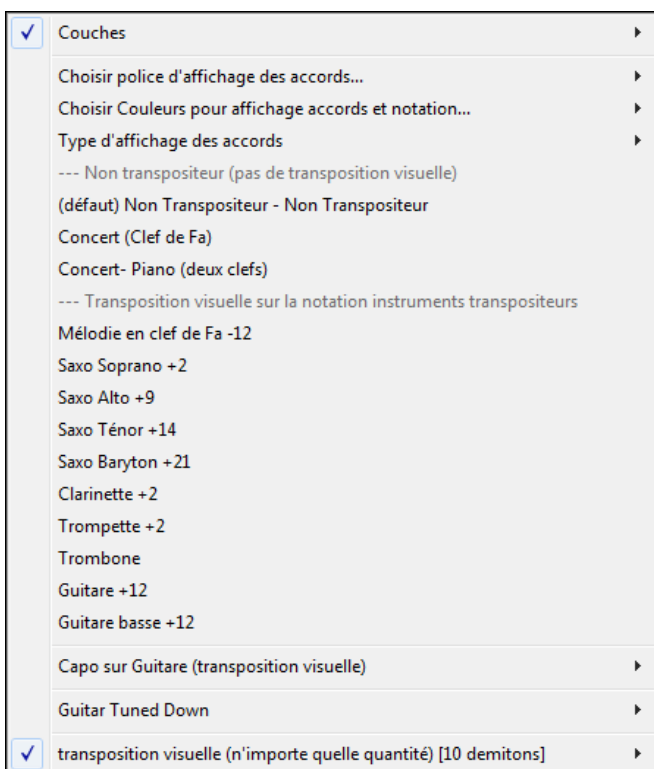 Couches
Choisir police d'affichage des accords...
Choisir Couleurs pour affichage accords et notation...
Type d'affichage des accords
--- Non transpositeur (pas de transposition visuelle)
(défaut) Non Transpositeur - Non Transpositeur
Concert (Clef de Fa)
Concert- Piano (deux clefs)
--- Transposition visuelle sur la notation instruments transpositeurs
Mélodie en clef de Fa -12
Saxo Soprano +2
Saxo Alto +9
Saxo Ténor +14
Saxo Baryton +21
Clarinette +2
Trompette +2
Trombone
Guitare +12
Guitare basse +12
Capo sur Guitare (transposition visuelle)
Guitar Tuned Down
transposition visuelle (n'importe quelle quantité) [10 demitons]